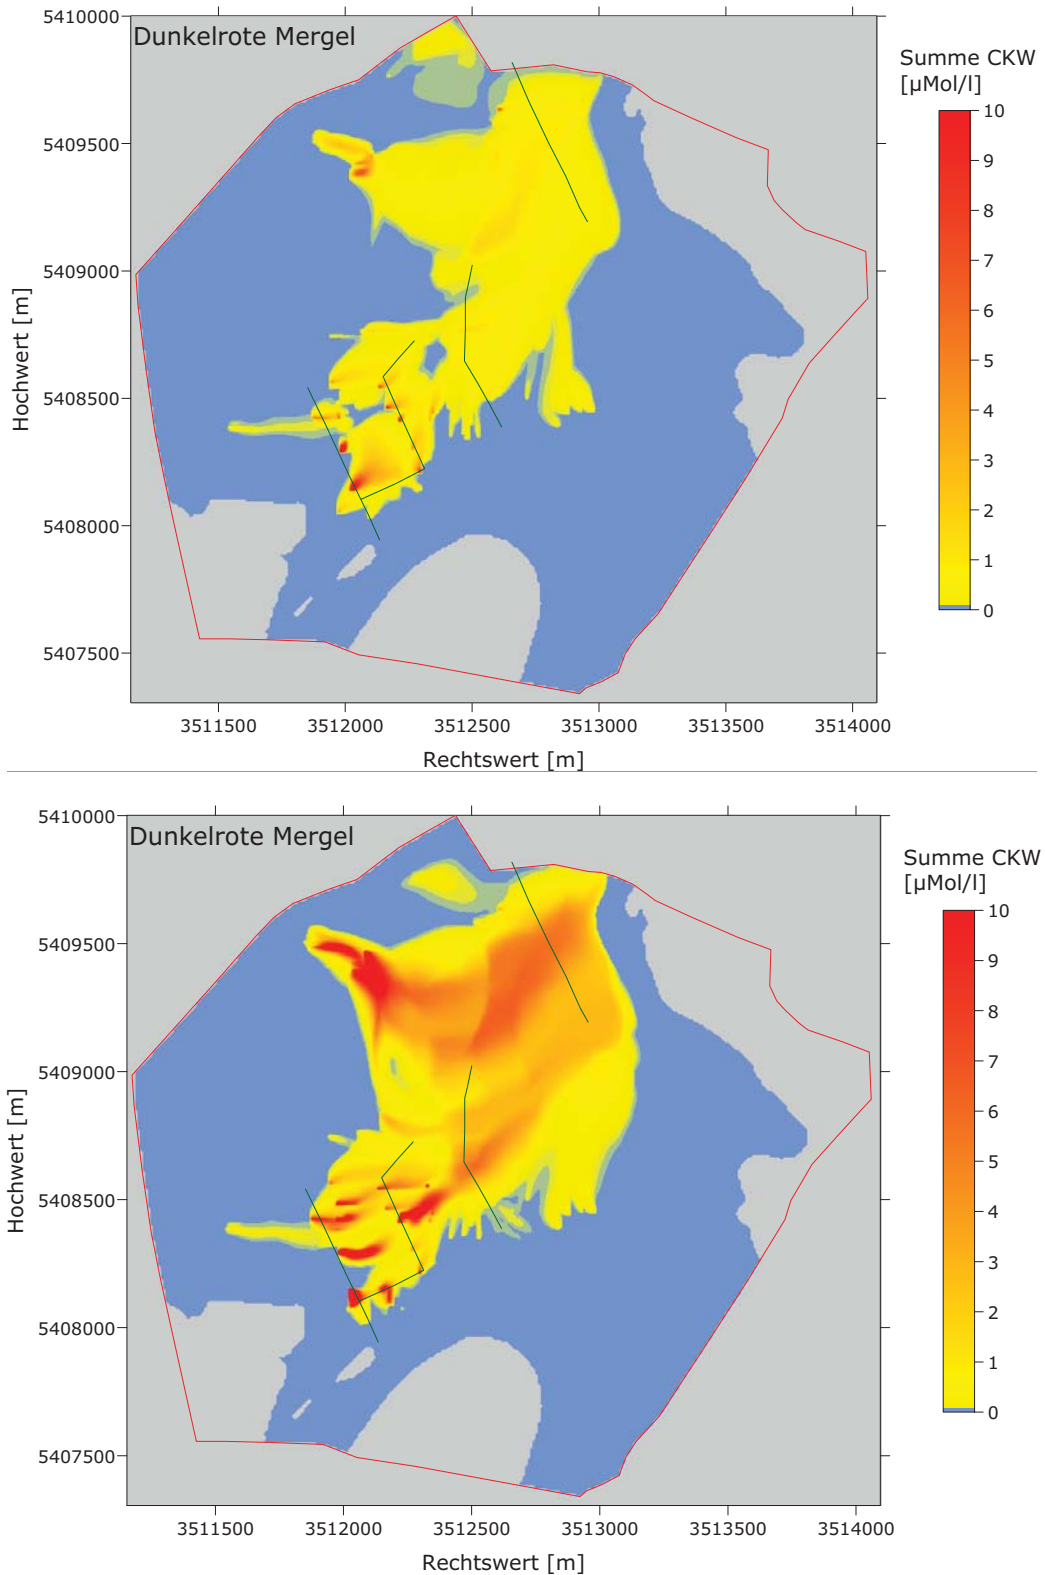 Dunkelrote Mergel
Summe CKW
[µMol/l]
10
9
8
7
6
5
4
3
2
1
0
5410000
5409500
5409000
5408500
5408000
5407500
Hochwert [m]
3511500 3512000 3512500 3513000 3513500 3514000
Rechtswert [m]
Dunkelrote Mergel
Summe CKW
[µMol/l]
10
9
8
7
6
5
4
3
2
1
0
5410000
5409500
5409000
5408500
5408000
5407500
Hochwert [m]
3511500 3512000 3512500 3513000 3513500 3514000
Rechtswert [m]